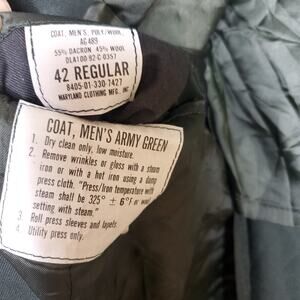 COAT, MEN'S, POLY/WOOL
AG 489
55% DACRON 45% WOOL
DLA100-92-C-0357
42 REGULAR
8405-01-330-7427
MARYLAND CLOTHING MFG. INC.
COAT, MEN'S ARMY GREEN
1. Dry clean only, low moisture.
2. Remove wrinkles or gloss with a steam
iron or with a hot iron using a damp
press cloth. "Press/Iron temperature with
steam shall be 325° ± 6°F or wool
setting with steam."
3. Roll press sleeves and lapels.
4. Utility press only.